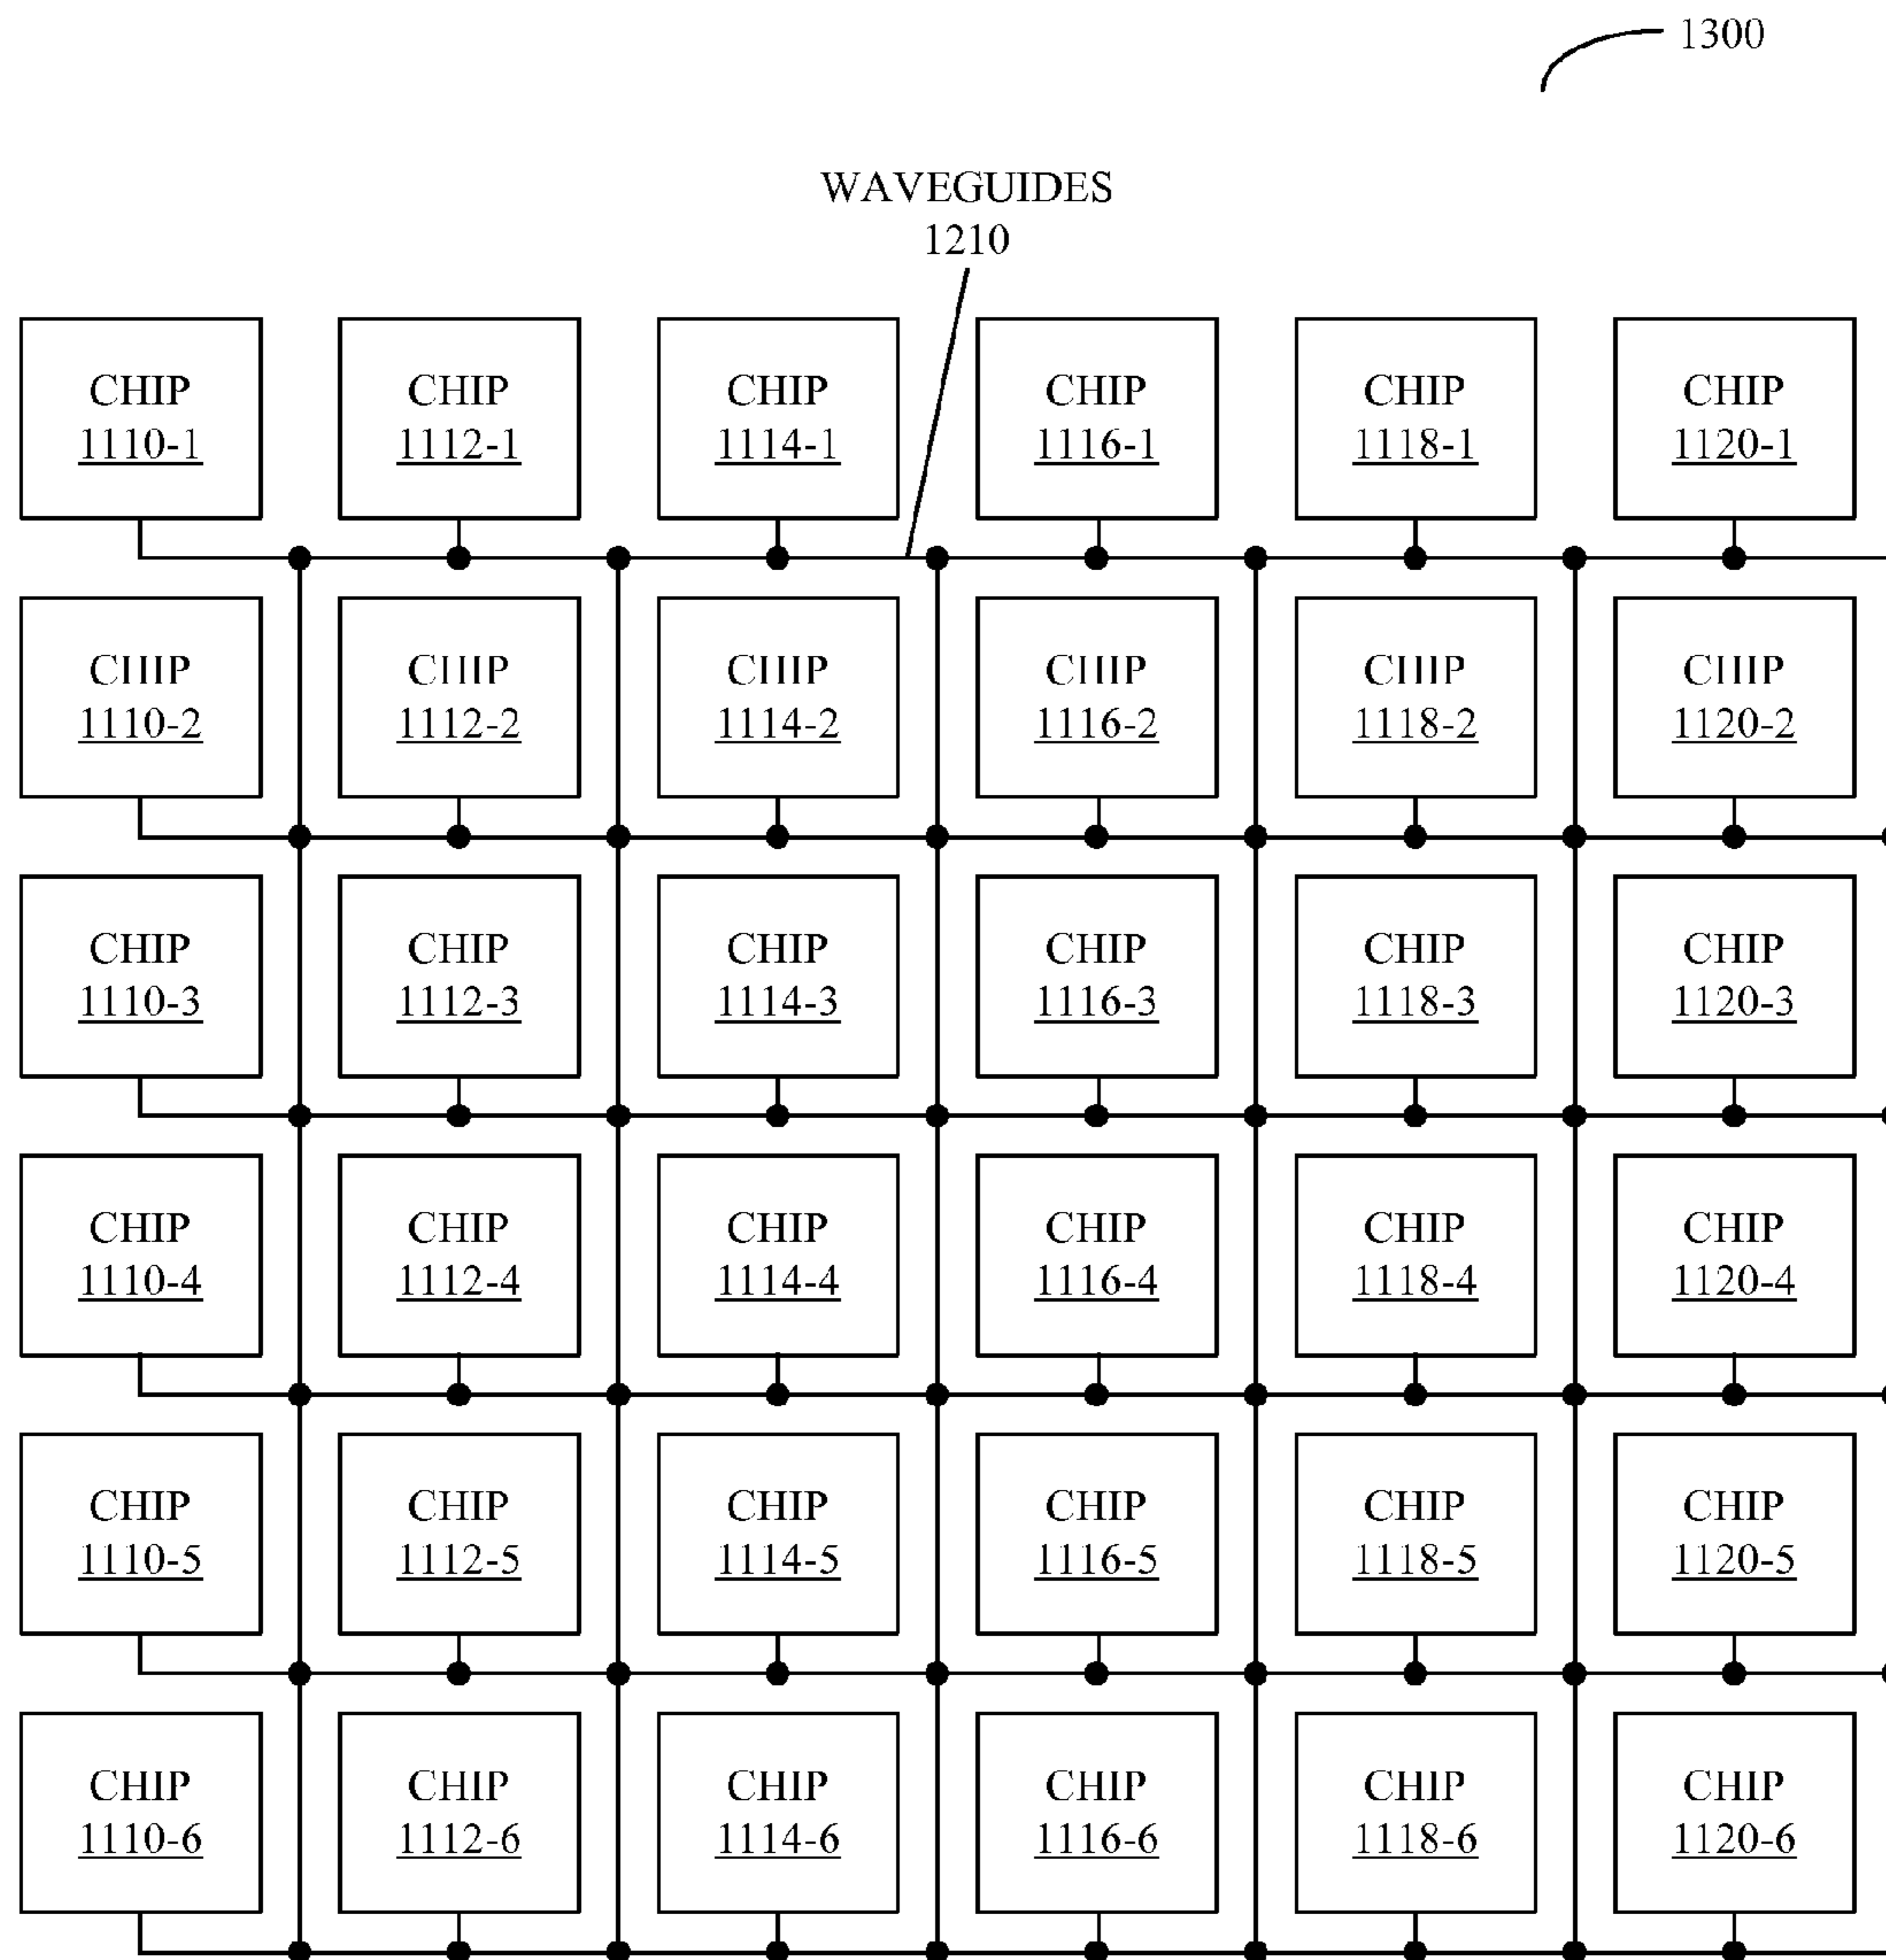 1300
WAVEGUIDES
1210
CHIP
1110-1
CHIP
1112-1
CHIP
1114-1
CHIP
1116-1
CHIP
1118-1
CHIP
1120-1
CHIP
1110-2
CHIP
1112-2
CHIP
1114-2
CHIP
1116-2
CHIP
1118-2
CHIP
1120-2
CHIP
1110-3
CHIP
1112-3
CHIP
1114-3
CHIP
1116-3
CHIP
1118-3
CHIP
1120-3
CHIP
1110-4
CHIP
1112-4
CHIP
1114-4
CHIP
1116-4
CHIP
1118-4
CHIP
1120-4
CHIP
1110-5
CHIP
1112-5
CHIP
1114-5
CHIP
1116-5
CHIP
1118-5
CHIP
1120-5
CHIP
1110-6
CHIP
1112-6
CHIP
1114-6
CHIP
1116-6
CHIP
1118-6
CHIP
1120-6